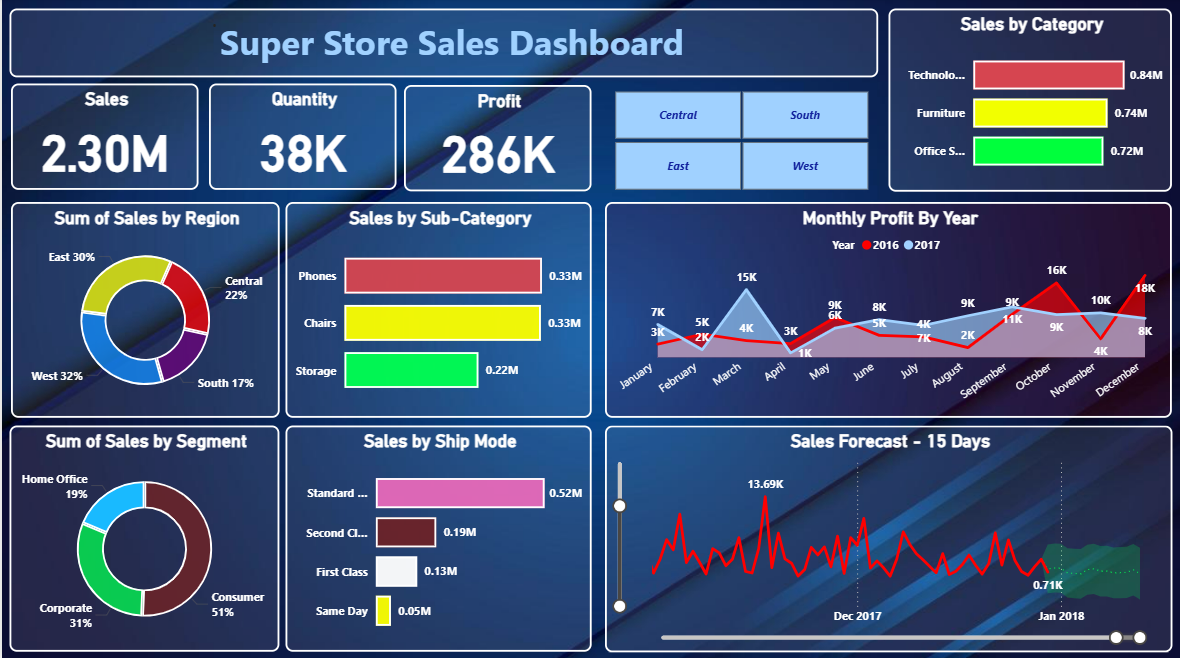 Super Store Sales Dashboard
Sales
2.30M
Quantity
38K
Profit
286K
Central
South
East
West
Sales by Category
Technolo...
0.84M
Furniture
0.74M
Office S...
0.72M
Sum of Sales by Region
East 30%
Central
22%
West 32%
South 17%
Sales by Sub-Category
Phones
0.33M
Chairs
0.33M
Storage
0.22M
Monthly Profit By Year
Year 2016 2017
7K
3K
5K
2K
15K
4K
3K
1K
9K
6K
8K
5K
4K
7K
9K
2K
9K
11K
16K
9K
10K
4K
18K
8K
January
February
March
April
May
June
July
August
September
October
November
December
Sum of Sales by Segment
Home Office
19%
Corporate
31%
Consumer
51%
Sales by Ship Mode
Standard ...
0.52M
Second Cl...
0.19M
First Class
0.13M
Same Day
0.05M
Sales Forecast - 15 Days
13.69K
0.71K
Dec 2017
Jan 2018